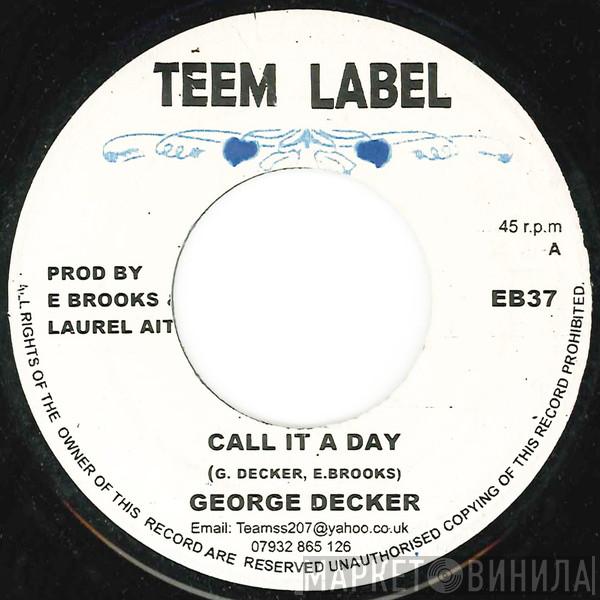 TEEM LABEL
45 r.p.m
A
PROD BY
E BROOKS &
LAUREL AIT
EB37
CALL IT A DAY
(G. DECKER, E.BROOKS)
GEORGE DECKER
Email: Teamss207@yahoo.co.uk
07932 865 126
ALL RIGHTS OF THE OWNER OF THIS RECORD ARE RESERVED UNAUTHORISED COPYING OF THIS RECORD PROHIBITED.
МАРКЕТ ВИНИЛА